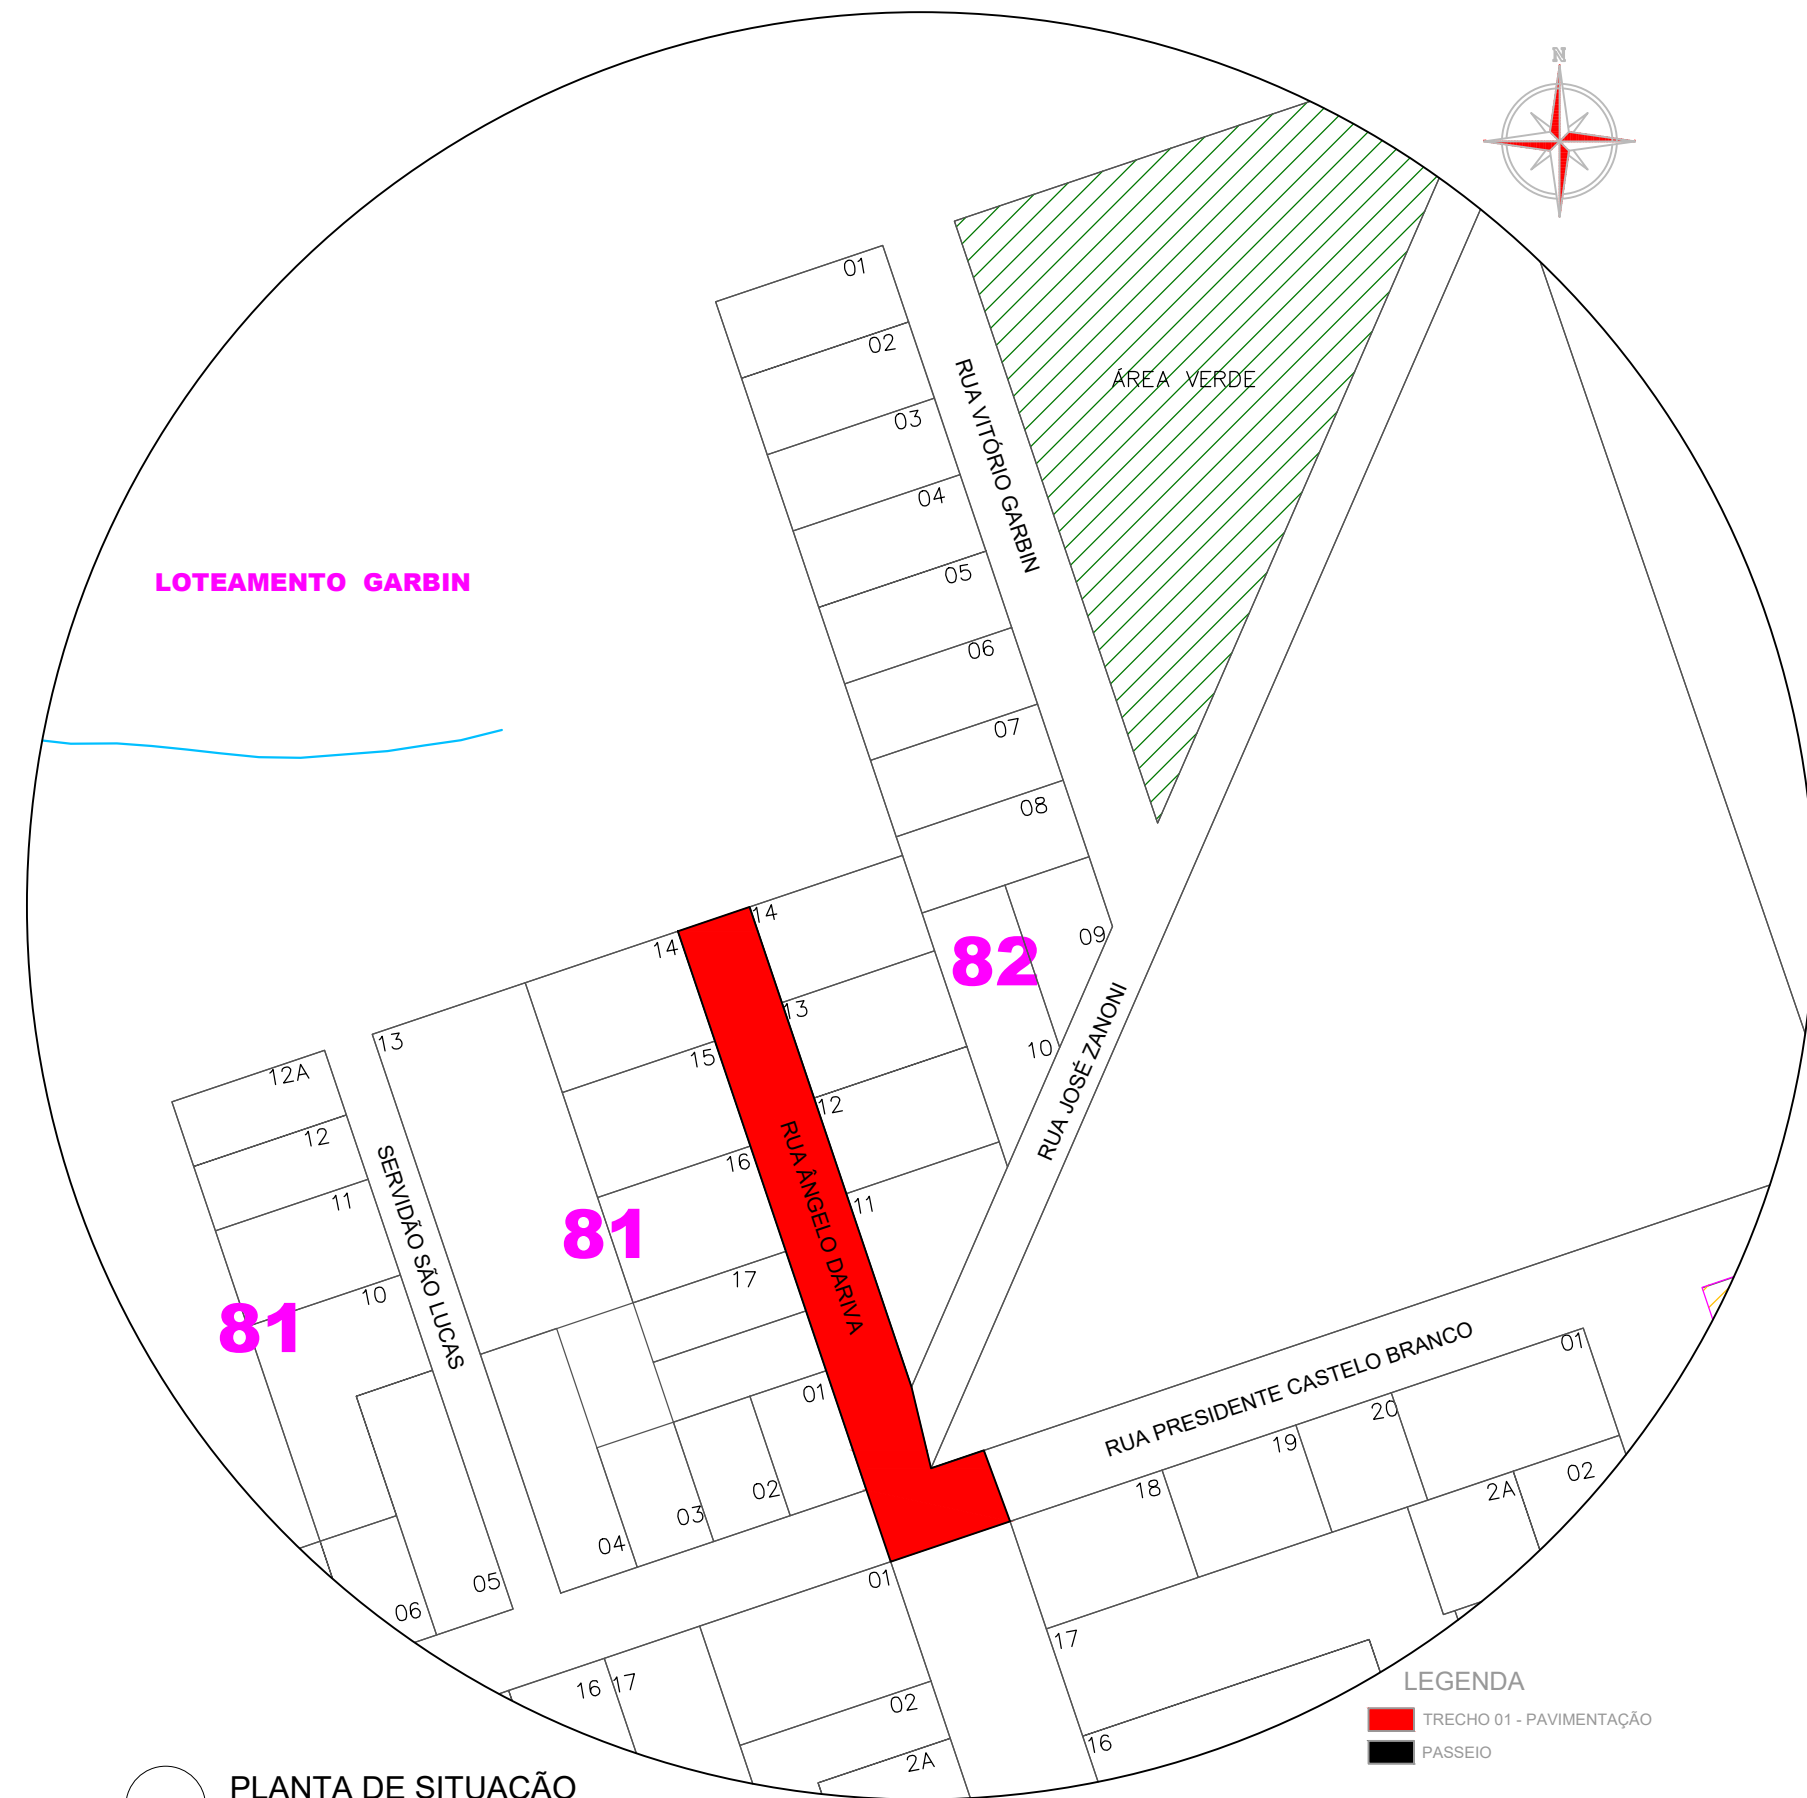 N
01
02
RUA VITÓRIO GARBIN
ÁREA VERDE
03
04
05
LOTEAMENTO GARBIN
06
07
08
14
14
09
82
13
13
10
RUA JOSÉ ZANONI
15
12A
12
12
16
RUA ÂNGELO DARIVA
SERVIDÃO SÃO LUCAS
11
11
81
17
10
81
RUA PRESIDENTE CASTELO BRANCO
01
01
20
19
18
2A
02
02
03
04
05
06
01
17
16
17
02
16
2A
LEGENDA
TRECHO 01 - PAVIMENTAÇÃO
PASSEIO
PLANTA DE SITUAÇÃO